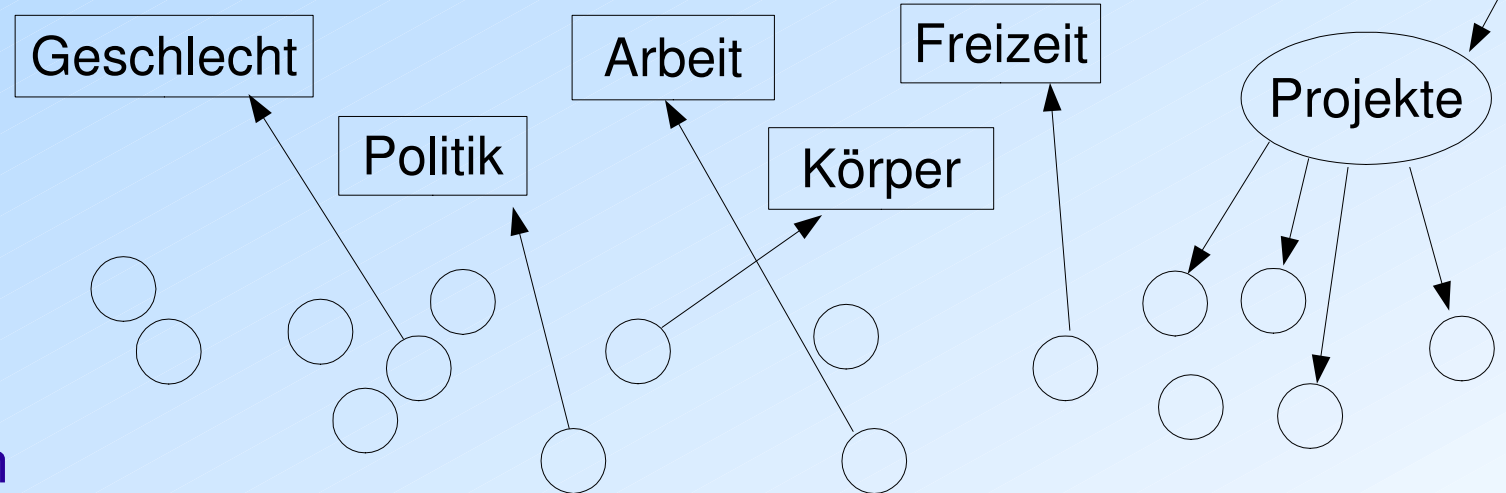 Geschlecht
Arbeit
Freizeit
Projekte
Politik
Körper